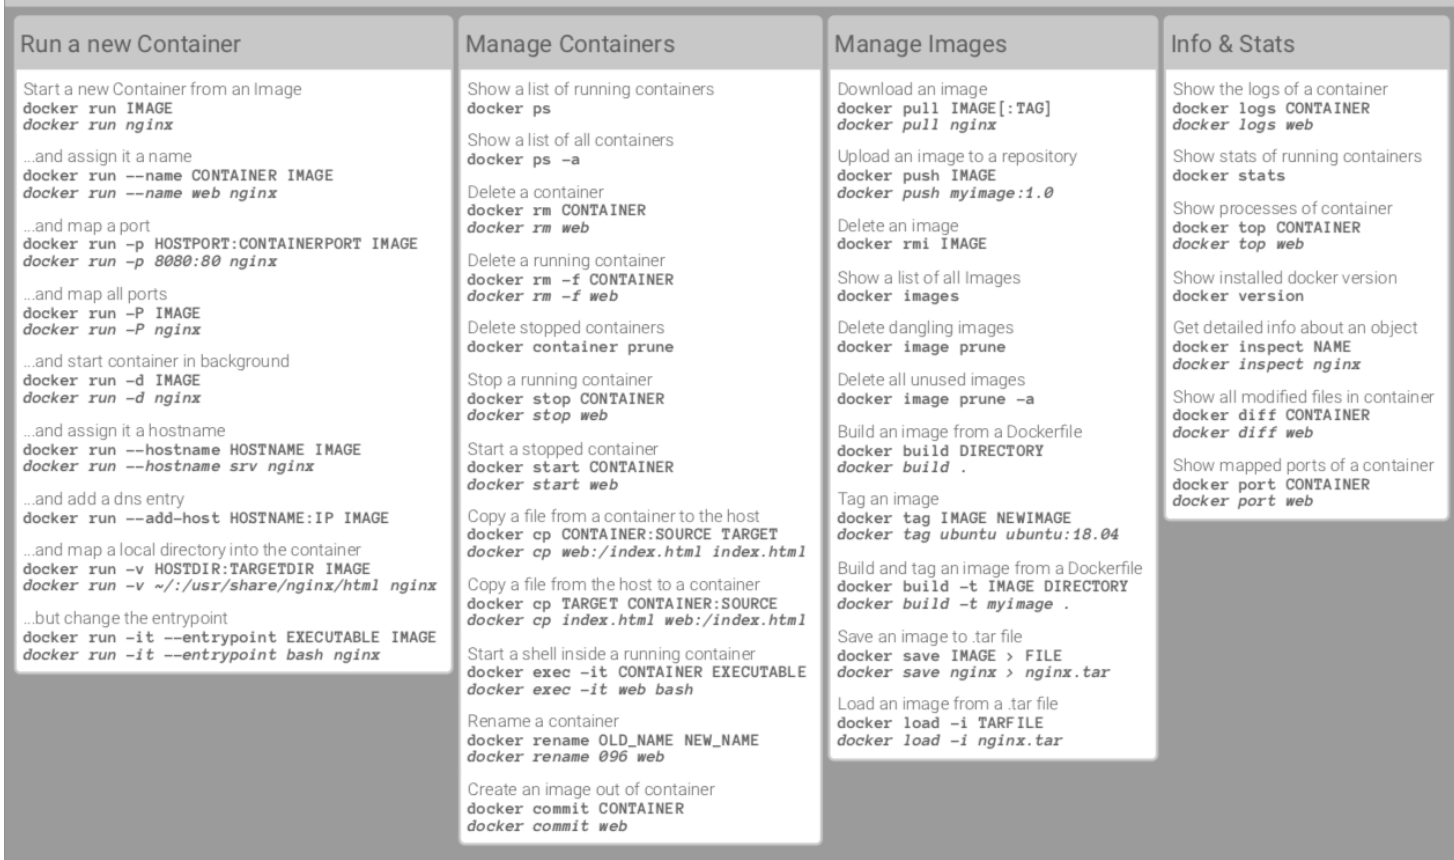 Run a new Container
Start a new Container from an Image
docker run IMAGE
docker run nginx
...and assign it a name
docker run --name CONTAINER IMAGE
docker run --name web nginx
...and map a port
docker run -p HOSTPORT:CONTAINERPORT IMAGE
docker run -p 8080:80 nginx
...and map all ports
docker run -P IMAGE
docker run -P nginx
...and start container in background
docker run -d IMAGE
docker run -d nginx
...and assign it a hostname
docker run --hostname HOSTNAME IMAGE
docker run --hostname srv nginx
...and add a dns entry
docker run --add-host HOSTNAME:IP IMAGE
...and map a local directory into the container
docker run -v HOSTDIR:TARGETDIR IMAGE
docker run -v ~/:/usr/share/nginx/html nginx
...but change the entrypoint
docker run -it --entrypoint EXECUTABLE IMAGE
docker run -it --entrypoint bash nginx
Manage Containers
Show a list of running containers
docker ps
Show a list of all containers
docker ps -a
Delete a container
docker rm CONTAINER
docker rm web
Delete a running container
docker rm -f CONTAINER
docker rm -f web
Delete stopped containers
docker container prune
Stop a running container
docker stop CONTAINER
docker stop web
Start a stopped container
docker start CONTAINER
docker start web
Copy a file from a container to the host
docker cp CONTAINER:SOURCE TARGET
docker cp web:/index.html index.html
Copy a file from the host to a container
docker cp TARGET CONTAINER:SOURCE
docker cp index.html web:/index.html
Start a shell inside a running container
docker exec -it CONTAINER EXECUTABLE
docker exec -it web bash
Rename a container
docker rename OLD_NAME NEW_NAME
docker rename 096 web
Create an image out of container
docker commit CONTAINER
docker commit web
Manage Images
Download an image
docker pull IMAGE[:TAG]
docker pull nginx
Upload an image to a repository
docker push IMAGE
docker push myimage:1.0
Delete an image
docker rmi IMAGE
Show a list of all Images
docker images
Delete dangling images
docker image prune
Delete all unused images
docker image prune -a
Build an image from a Dockerfile
docker build DIRECTORY
docker build .
Tag an image
docker tag IMAGE NEWIMAGE
docker tag ubuntu ubuntu:18.04
Build and tag an image from a Dockerfile
docker build -t IMAGE DIRECTORY
docker build -t myimage .
Save an image to .tar file
docker save IMAGE > FILE
docker save nginx > nginx.tar
Load an image from a .tar file
docker load -i TARFILE
docker load -i nginx.tar
Info & Stats
Show the logs of a container
docker logs CONTAINER
docker logs web
Show stats of running containers
docker stats
Show processes of container
docker top CONTAINER
docker top web
Show installed docker version
docker version
Get detailed info about an object
docker inspect NAME
docker inspect nginx
Show all modified files in container
docker diff CONTAINER
docker diff web
Show mapped ports of a container
docker port CONTAINER
docker port web